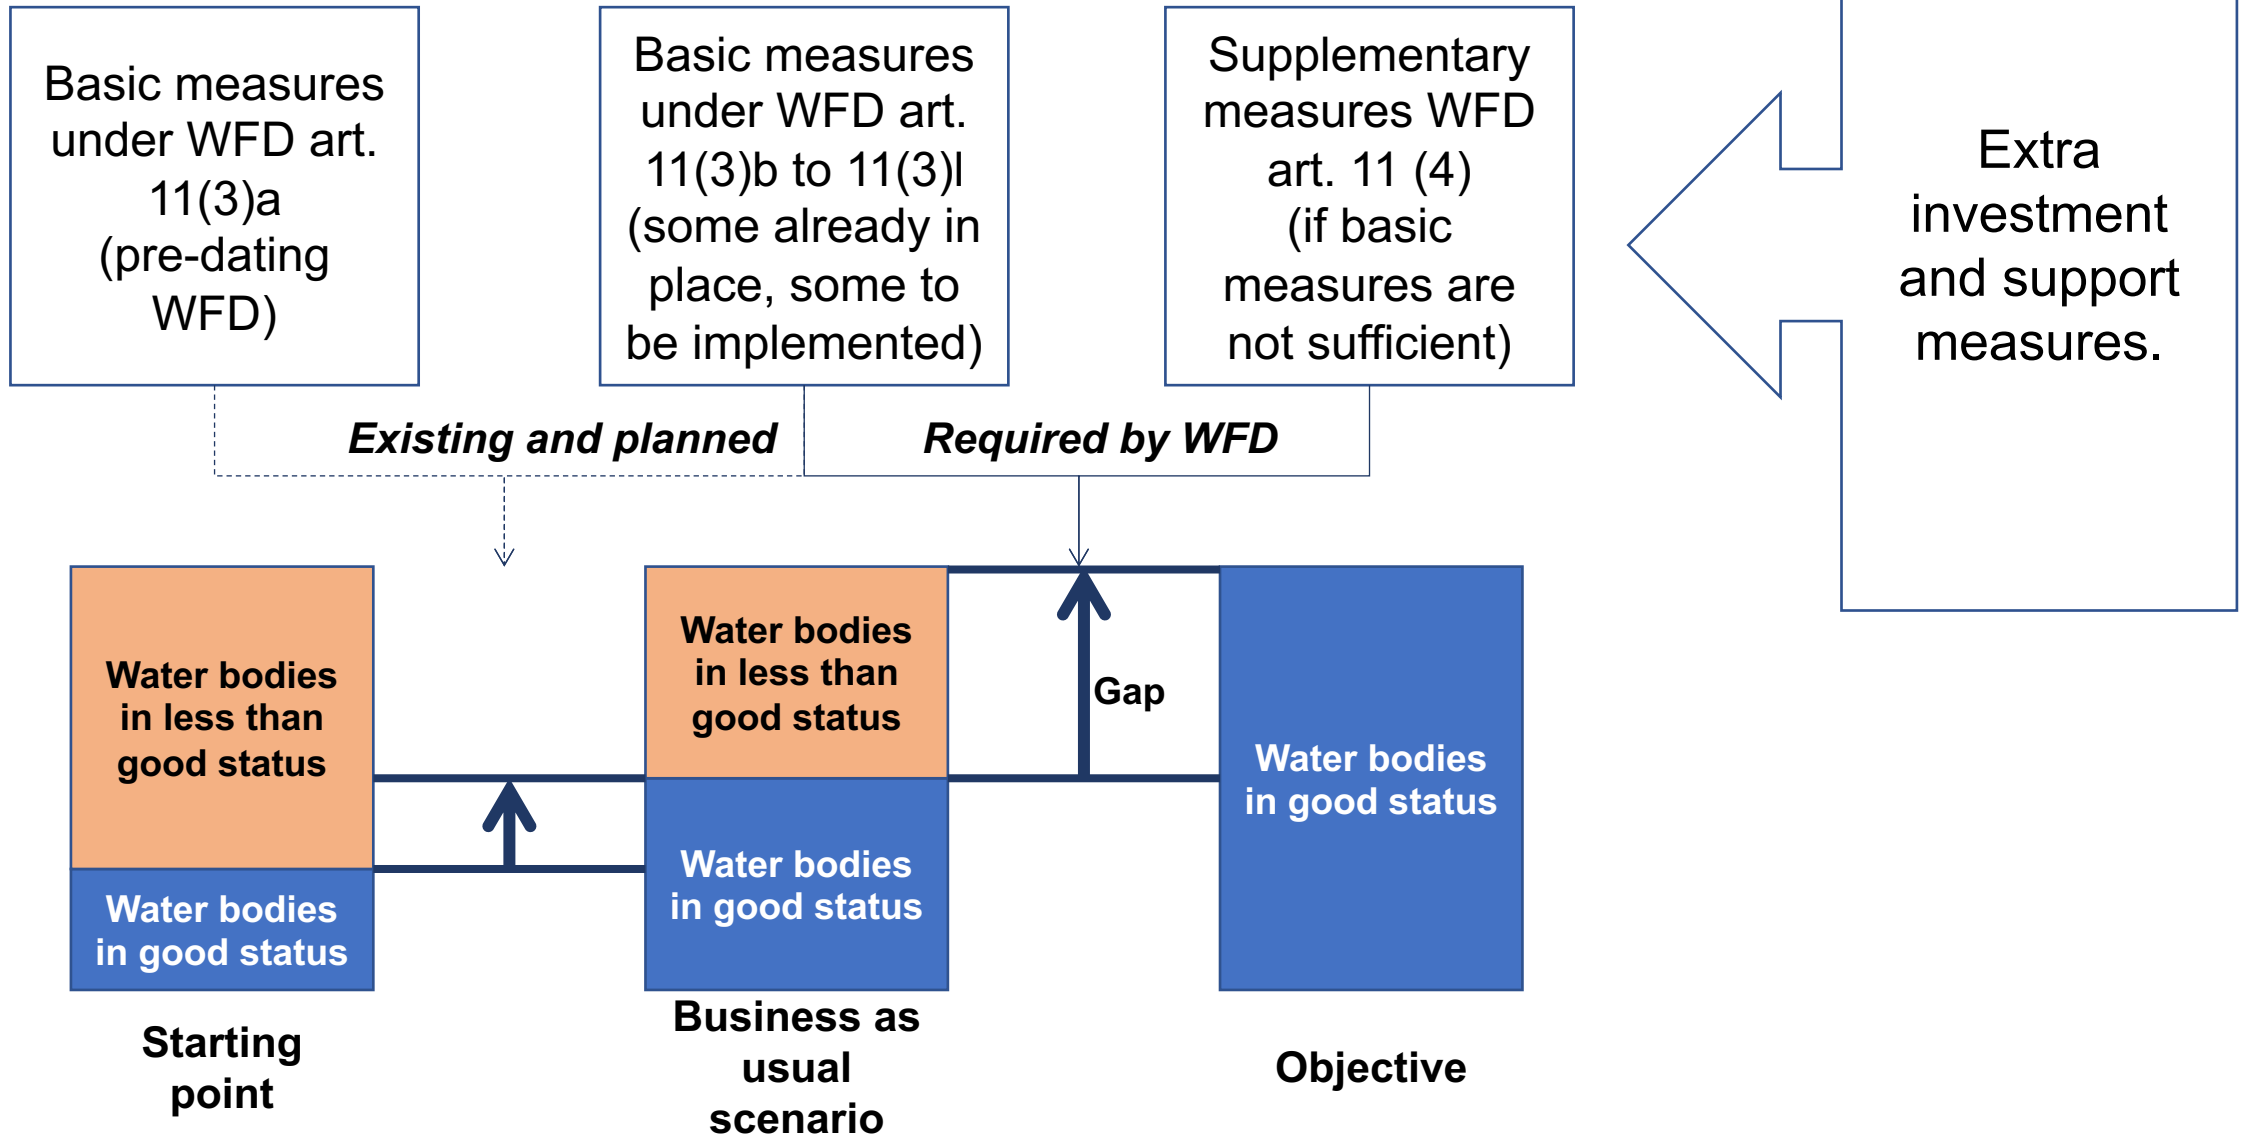 Basic measures
under WFD art.
11(3)a
(pre-dating
WFD)
Basic measures
under WFD art.
11(3)b to 11(3)l
(some already in
place, some to
be implemented)
Supplementary
measures WFD
art. 11 (4)
(if basic
measures are
not sufficient)
Extra
investment
and support
measures.
Existing and planned
Required by WFD
Water bodies
in less than
good status
Water bodies
in good status
Water bodies
in less than
good status
Water bodies
in good status
Gap
Water bodies
in good status
Starting
point
Business as
usual
scenario
Objective